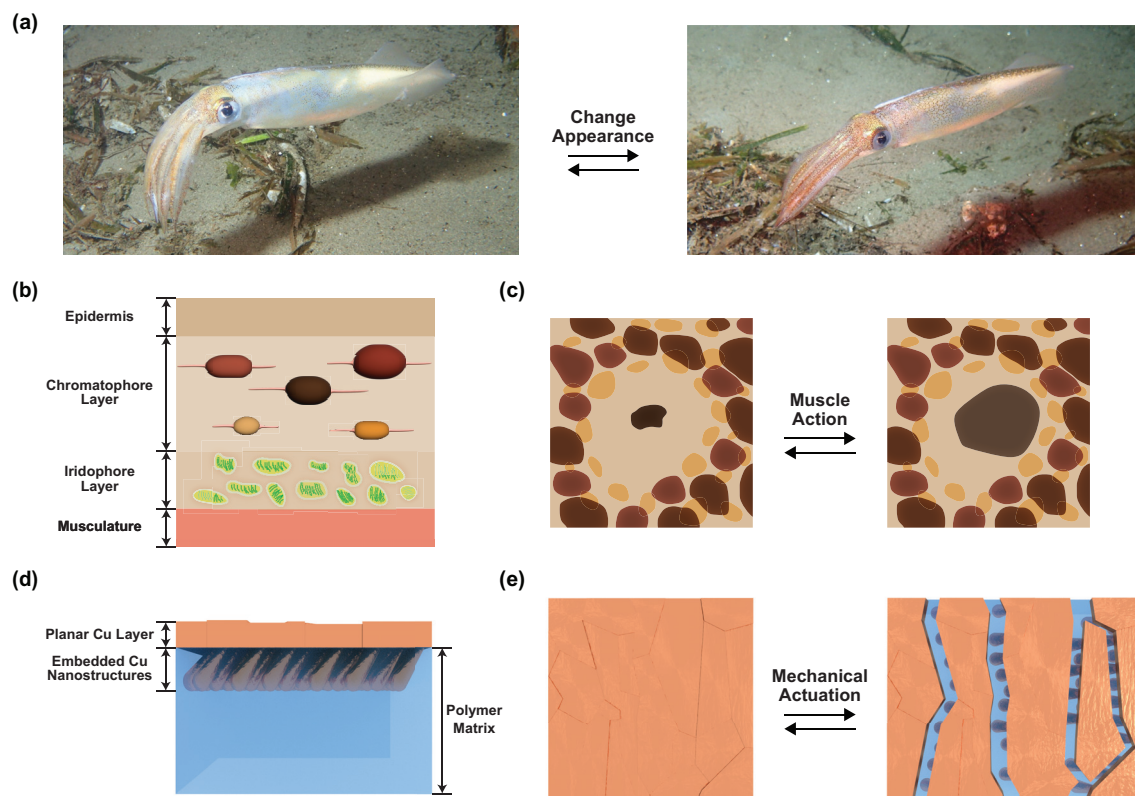 (a)
Change
Appearance
(b)
Epidermis
Chromatophore
Layer
Iridophore
Layer
Musculature
(c)
Muscle
Action
(d)
Planar Cu Layer
Embedded Cu
Nanostructures
Polymer
Matrix
(e)
Mechanical
Actuation